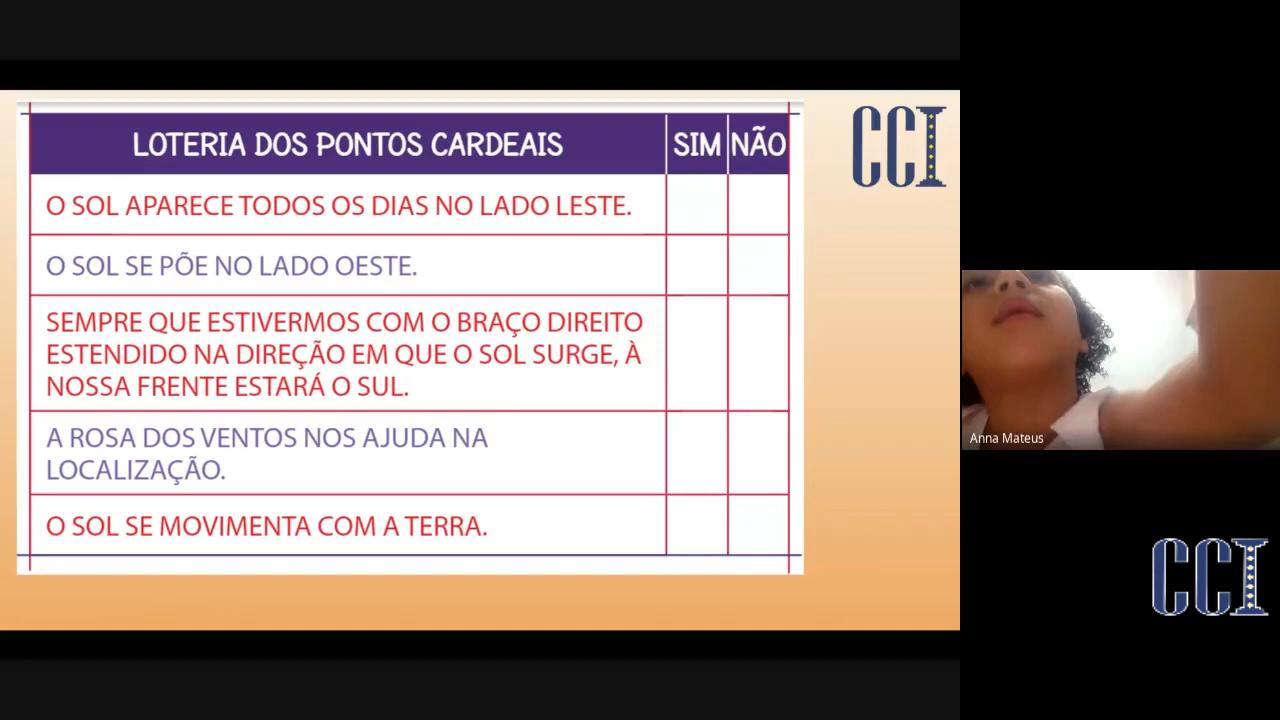 LOTERIA DOS PONTOS CARDEAIS SIM NÃO
O SOL APARECE TODOS OS DIAS NO LADO LESTE.
O SOL SE PÕE NO LADO OESTE.
SEMPRE QUE ESTIVERMOS COM O BRAÇO DIREITO
ESTENDIDO NA DIREÇÃO EM QUE O SOL SURGE, À
NOSSA FRENTE ESTARÁ O SUL.
A ROSA DOS VENTOS NOS AJUDA NA
LOCALIZAÇÃO.
O SOL SE MOVIMENTA COM A TERRA.
CCI
Anna Mateus
CCI